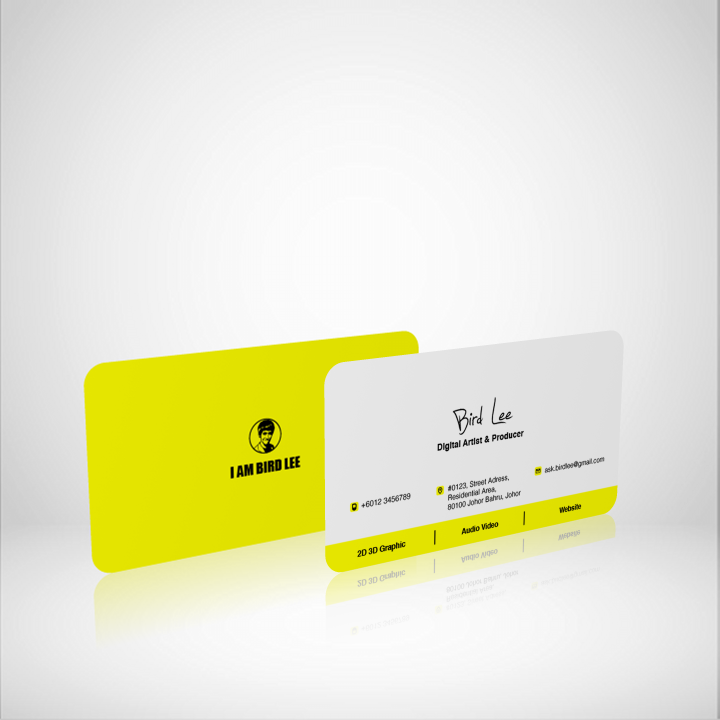 I AM BIRD LEE
Bird Lee
Digital Artist & Producer
+6012 3456789
#0123, Street Adress,
Residential Area,
80100 Johor Bahru, Johor
ask.birdlee@gmail.com
2D 3D Graphic
Audio Video
Website